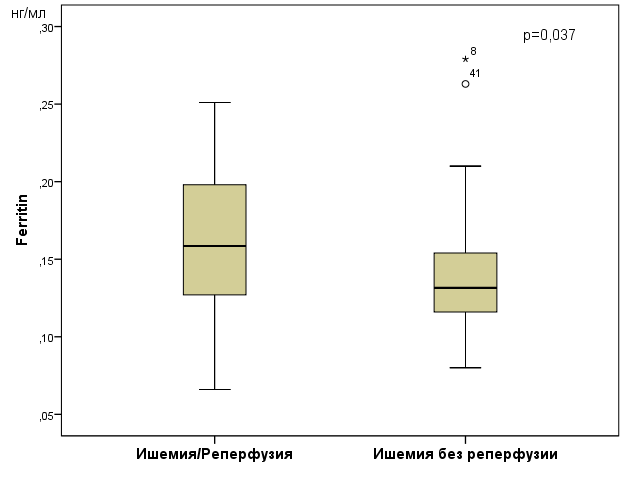 нг/мл
,30
p=0,037
8
*
41
,25
,20
Ferritin
,15
,10
,05
Ишемия/Реперфузия
Ишемия без реперфузии